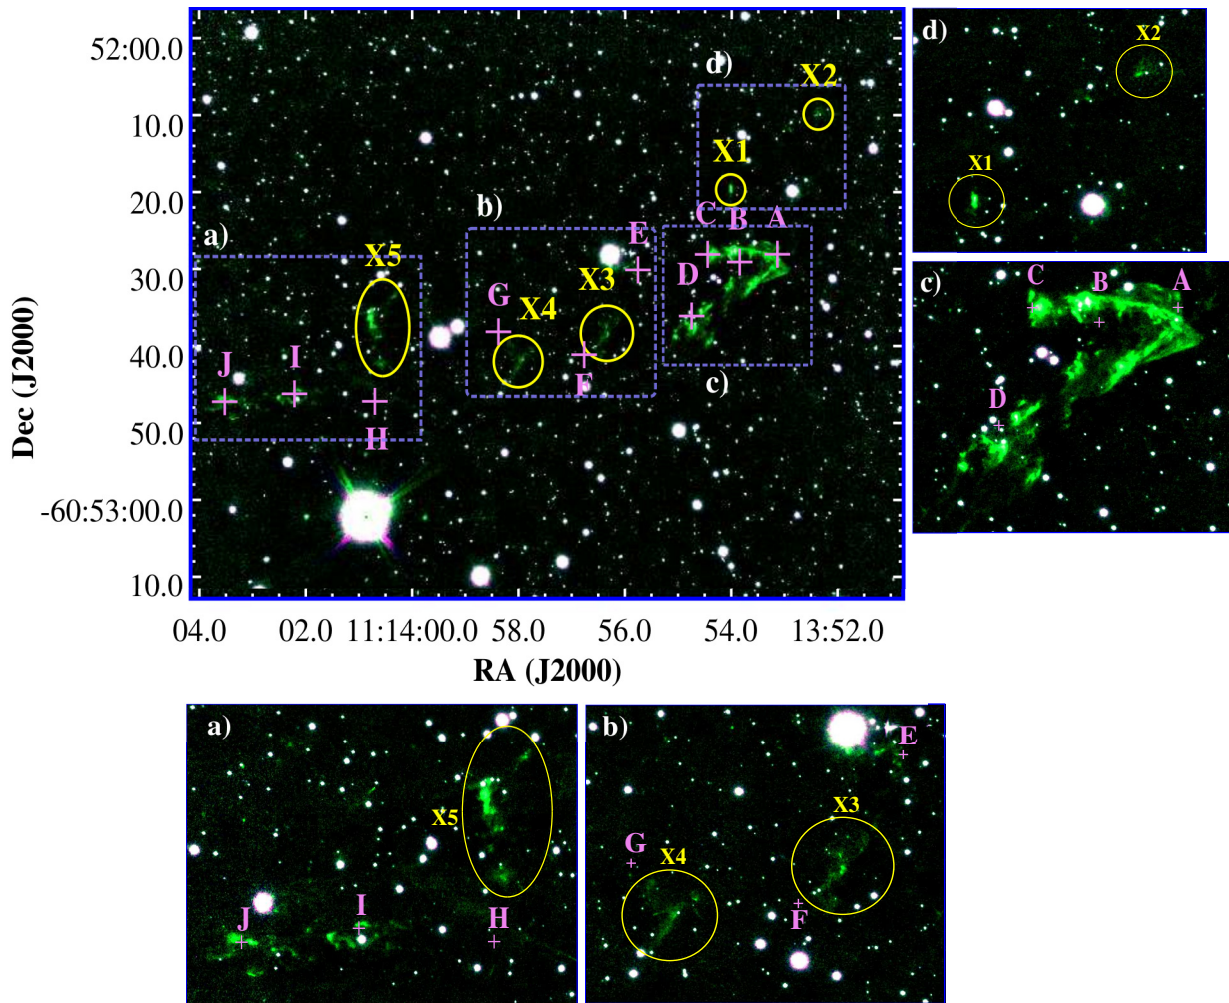 52:00.0
10.0
20.0
30.0
40.0
50.0
-60:53:00.0
10.0
Dec (J2000)
04.0 02.0 11:14:00.0 58.0 56.0 54.0 13:52.0
RA (J2000)
d)
X2
X1
C B A
b)
E
a)
X5
D
X3
G
X4
J
I
F
c)
H
d)
X2
X1
c)
C
B
A
D
a)
X5
J
I
H
b)
E
X3
G
X4
F